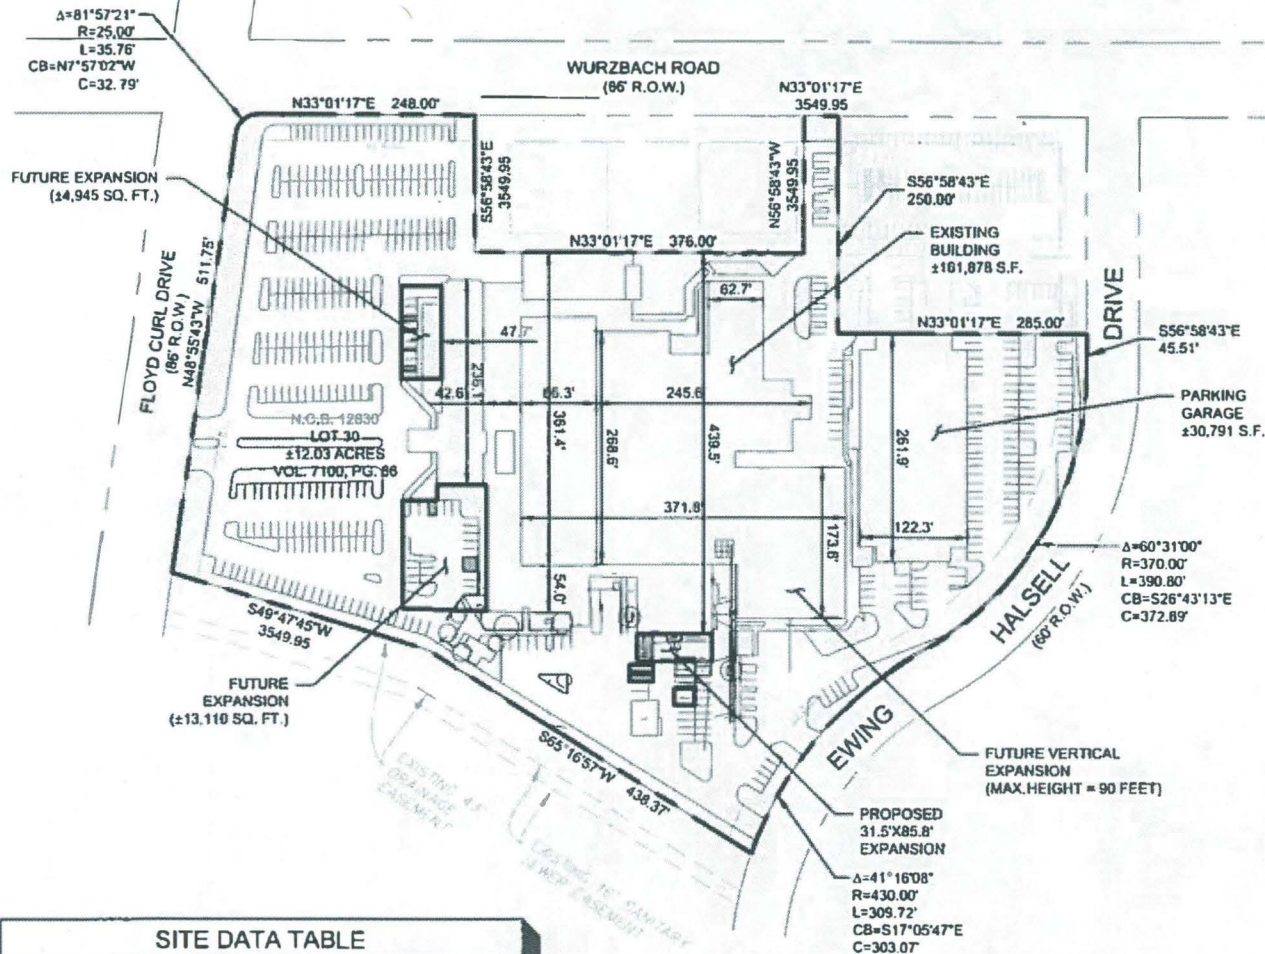 Δ=81°57'21"
R=25.00'
L=35.76'
CB=N7°57'02"W
C=32.79'
WURZBACH ROAD
(86' R.O.W.)
N33°01'17"E 248.00'
N33°01'17"E
3549.95
FUTURE EXPANSION
(±4,945 SQ. FT.)
S56°58'43"E
3549.95
N56°58'43"W
3549.95
S56°58'43"E
250.00'
EXISTING
BUILDING
±101,878 S.F.
N33°01'17"E 376.00'
62.7'
FLOYD CURL DRIVE
(86' R.O.W.)
N48°55'43"W 511.75'
N33°01'17"E 285.00'
DRIVE
S56°58'43"E
45.51'
PARKING
GARAGE
±30,791 S.F.
42.6
245.6
361.4'
268.6'
439.5'
261.9'
N.C.B. 12830
LOT 30
±12.03 ACRES
VOL. 7100, PG. 66
371.8'
173.6'
122.3'
54.0'
Δ=60°31'00"
R=370.00'
L=390.80'
CB=S26°43'13"E
C=372.89'
HALSELL
(60' R.O.W.)
S49°47'45"W
3549.95
FUTURE
EXPANSION
(±13,110 SQ. FT.)
S65°16'57"W 438.37'
EWING
EXISTING 45'
DRAINAGE
EASEMENT
EXISTING 16" SANITARY
SEWER EASEMENT
FUTURE VERTICAL
EXPANSION
(MAX.HEIGHT = 90 FEET)
PROPOSED
31.5'X85.8'
EXPANSION
Δ=41°16'08"
R=430.00'
L=309.72'
CB=S17°05'47"E
C=303.07'
SITE DATA TABLE